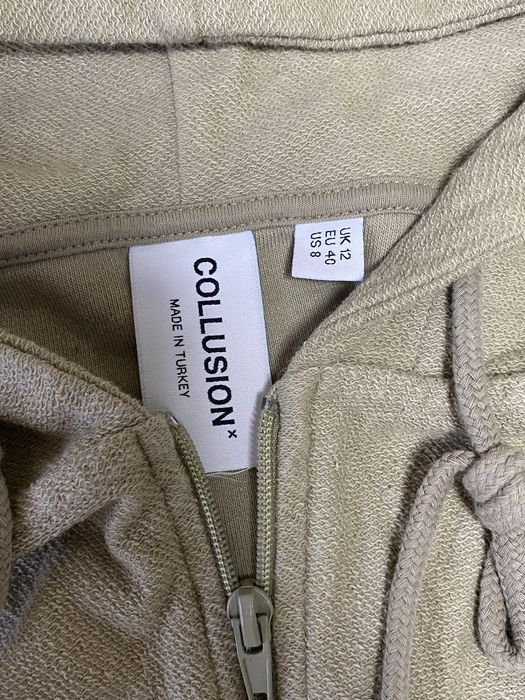 COLLUSION×
MADE IN TURKEY
UK 12
EU 40
US 8